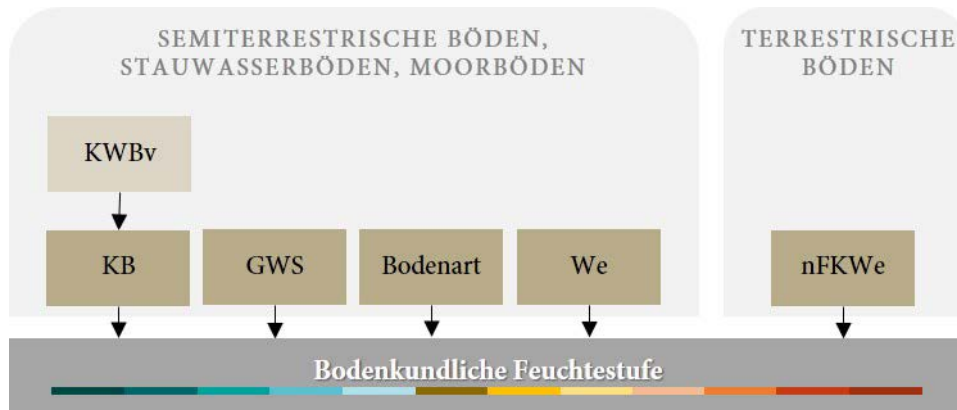 SEMITERRESTRISCHE BÖDEN,
STAUWASSERBÖDEN, MOORBÖDEN
TERRESTRISCHE
BÖDEN
KWBv
KB
GWS
Bodenart
We
nFKWe
Bodenkundliche Feuchtestufe